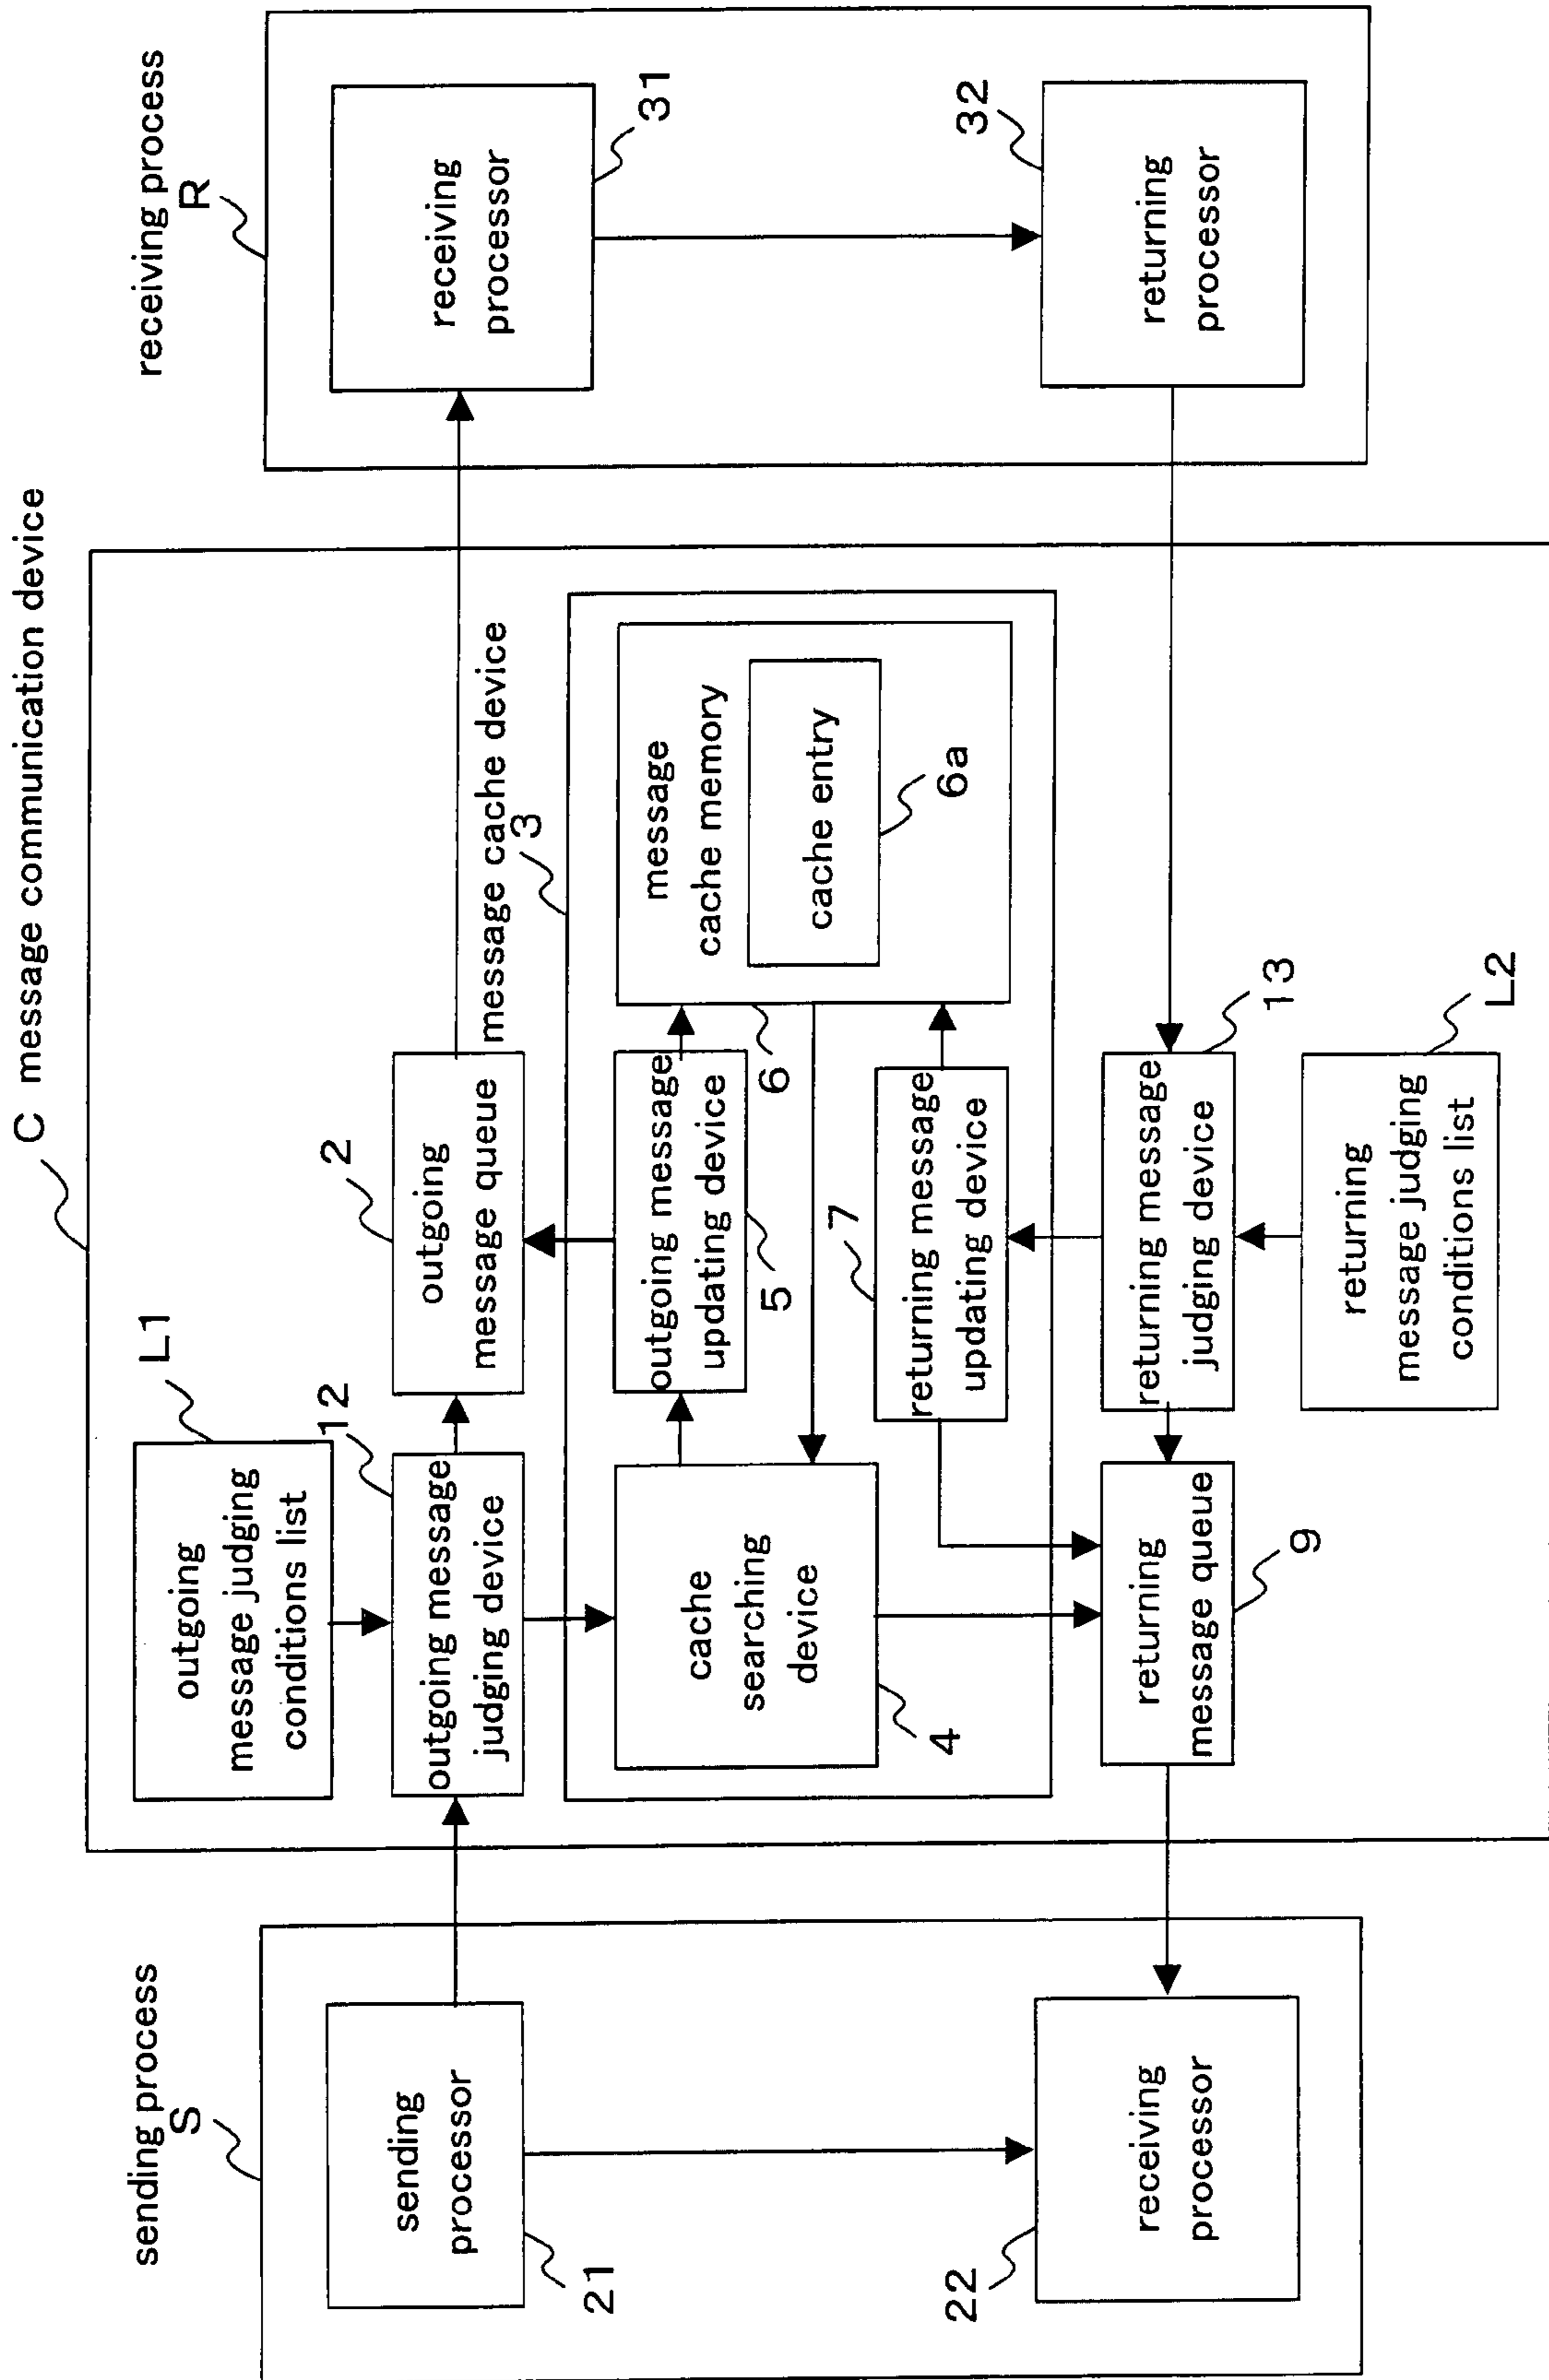 C message communication device
sending process
S
sending
processor
21
receiving
processor
22
outgoing
message judging
conditions list
L1
outgoing message
judging device
12
outgoing
message queue
2
message cache device
3
cache
searching
device
4
outgoing message
updating device
5
message
cache memory
6
cache entry
6a
returning message
updating device
7
returning
message queue
9
returning message
judging device
13
returning
message judging
conditions list
L2
receiving process
R
receiving
processor
31
returning
processor
32